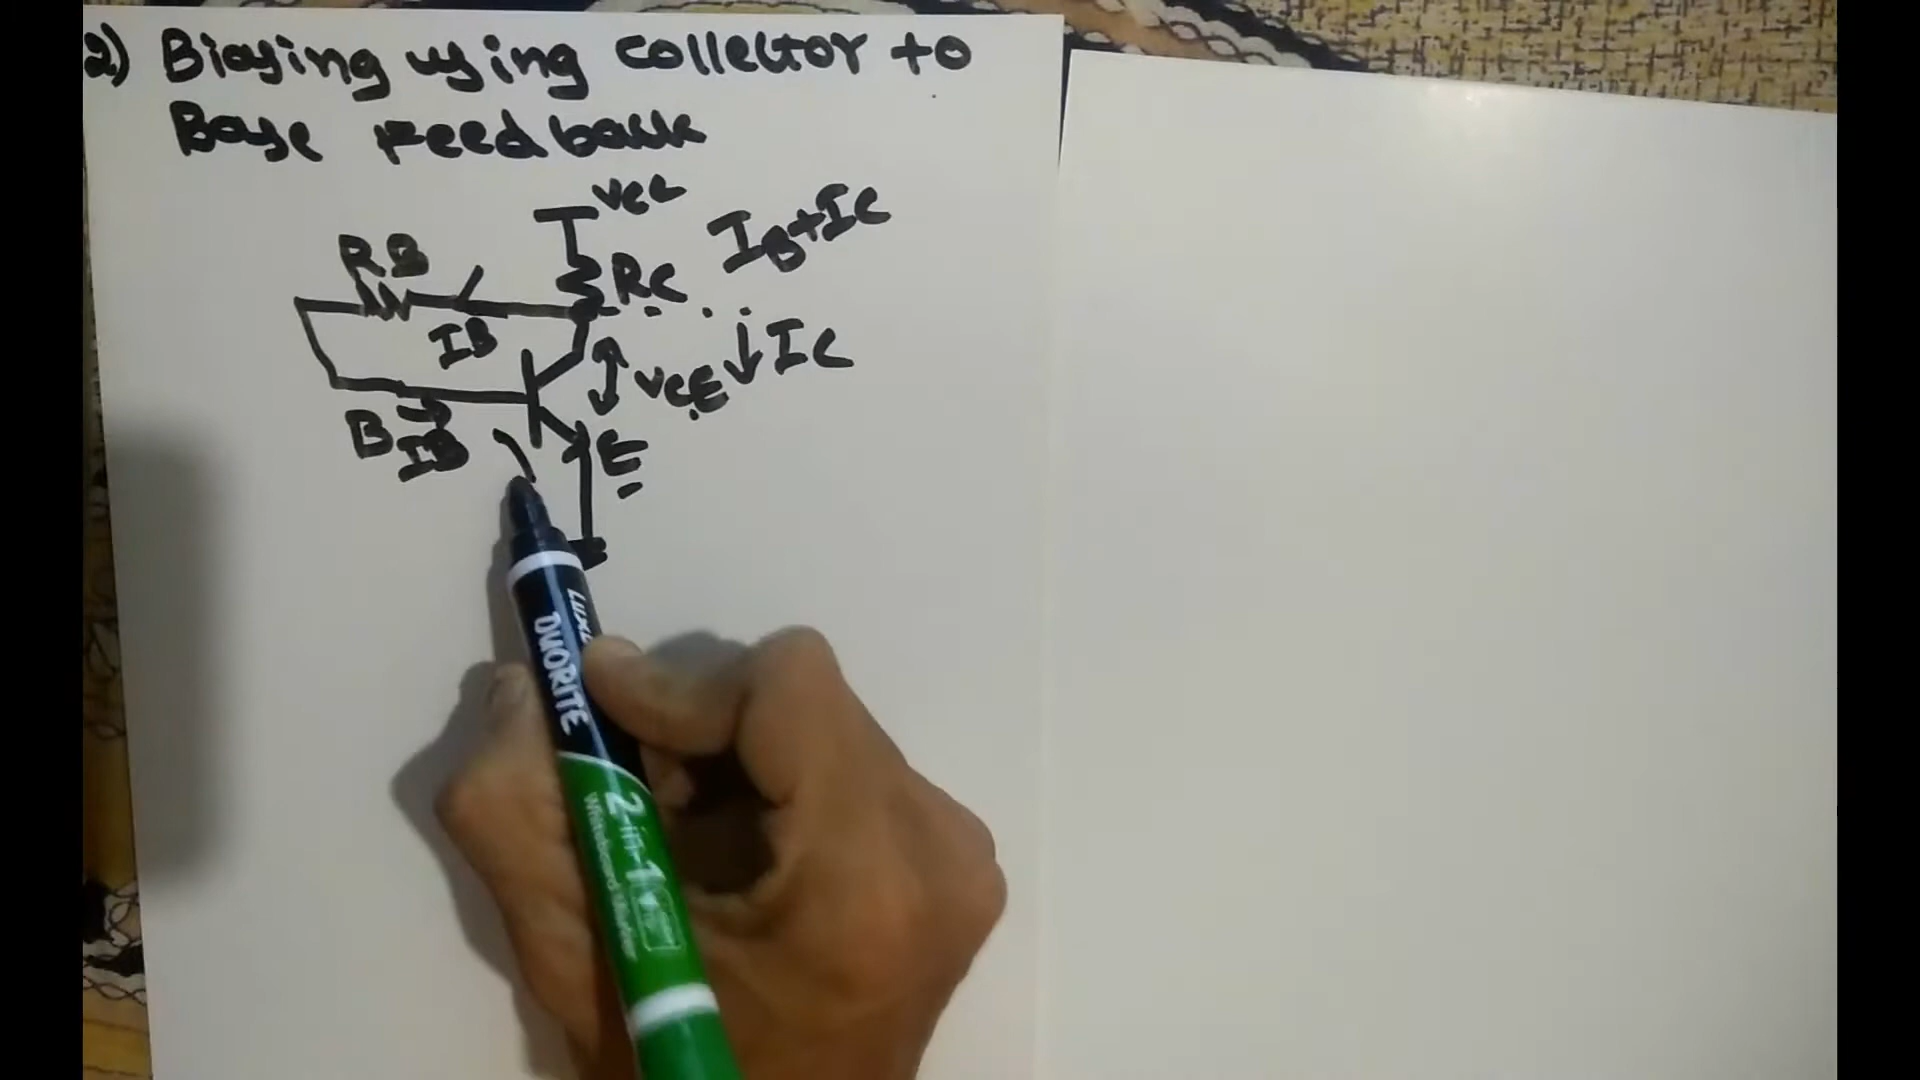 2) Biasing using collector to
Base Feedback
VCC
IB+IC
RB
RC
IB
IC
VCE
B
IB
E
DUORITE
2-in-1
Whiteboard Marker